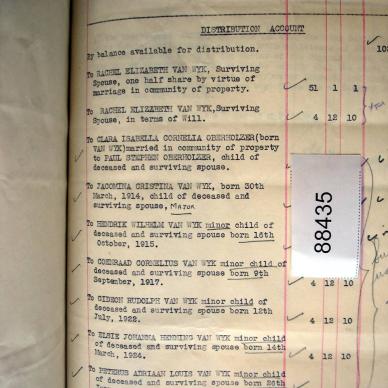 DISTRIBUTION ACCOUNT
By balance available for distribution.
To RACHEL ELIZABETH VAN WYK, Surviving
Spouse, one half share by virtue of
marriage in community of property. 51 1 1
To RACHEL ELIZABETH VAN WYK, Surviving
Spouse, in terms of Will. 4 12 10
To CLARA ISABELLA CORNELIA OBERHOLZER(born
VAN WYK)married in community of property
to PAUL STEPHEN OBERHOLZER, child of
deceased and surviving spouse.
To JACOMINA CRISTINA VAN WYK, born 30th
March, 1914, child of deceased and
surviving spouse, Major
To HENDRIK WILHELM VAN WYK minor child of
deceased and surviving spouse born 16th
October, 1915.
To COENRAAD CORNELIUS VAN WYK minor child of
deceased and surviving spouse born 9th
September, 1917. 4 12 10
To GIDEON RUDOLPH VAN WYK minor child of
deceased and surviving spouse born 12th
July, 1922. 4 12 10
To ELSIE JOHANNA HENDING VAN WYK minor child
of deceased and surviving spouse born 14th
March, 1924. 4 12 10
To PETERUS ADRIAAN LOUIS VAN WYK minor child
of deceased and surviving spouse born 26th
88435